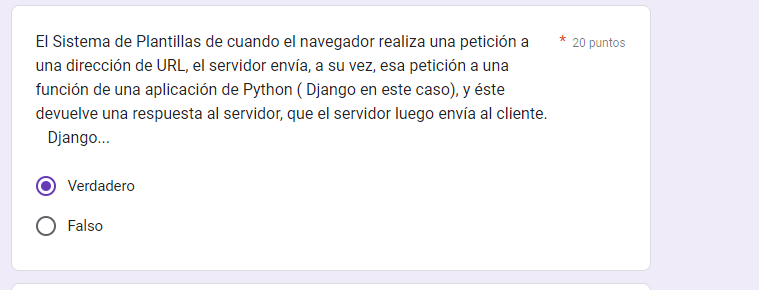 El Sistema de Plantillas de cuando el navegador realiza una petición a
* 20 puntos
una dirección de URL, el servidor envía, a su vez, esa petición a una
función de una aplicación de Python ( Django en este caso), y éste
devuelve una respuesta al servidor, que el servidor luego envía al cliente.
Django...
Verdadero
Falso